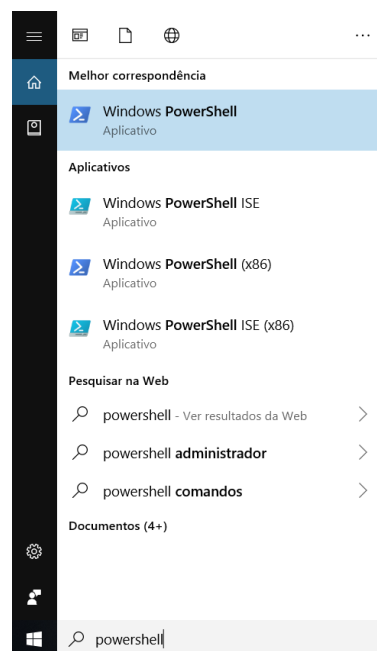 Melhor correspondência
Windows PowerShell
Aplicativo
Aplicativos
Windows PowerShell ISE
Aplicativo
Windows PowerShell (x86)
Aplicativo
Windows PowerShell ISE (x86)
Aplicativo
Pesquisar na Web
powershell - Ver resultados da Web
powershell administrador
powershell comandos
Documentos (4+)
powershell